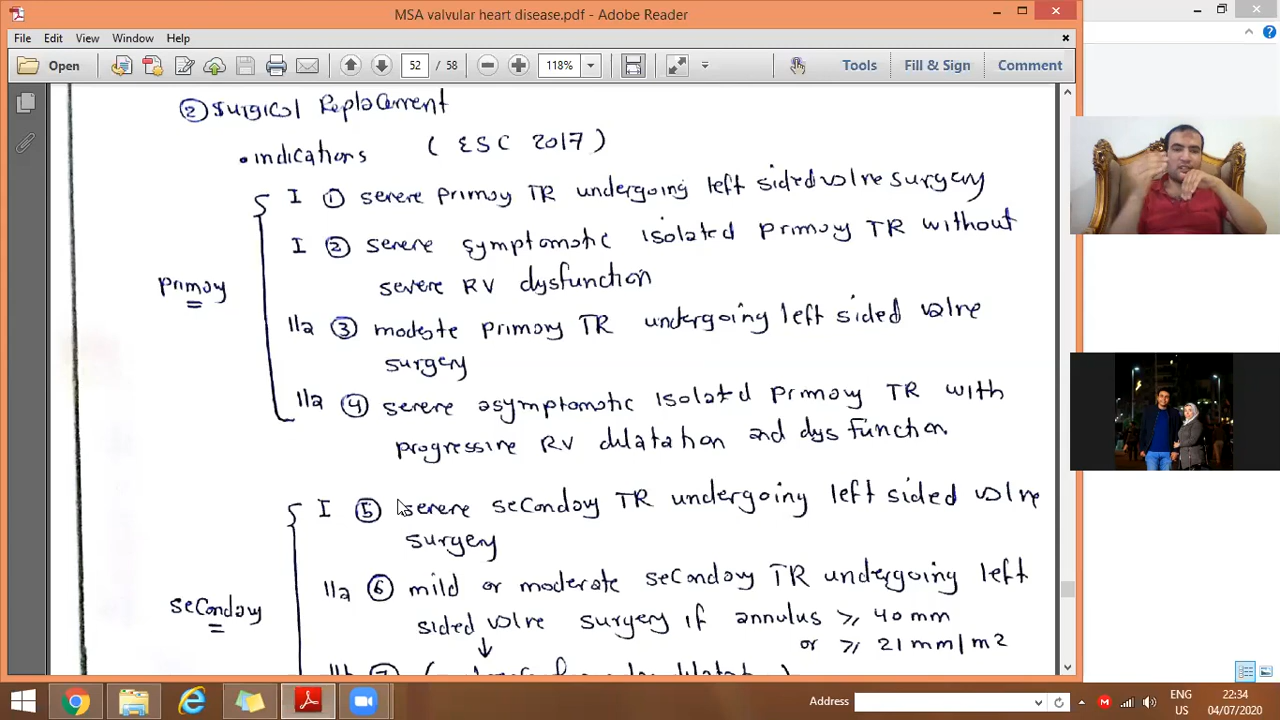 MSA valvular heart disease.pdf - Adobe Reader
File Edit View Window Help
Open 52 / 58 118% Tools Fill & Sign Comment
② Surgical Replacement
• indications ( ESC 2017 )
I ① severe primary TR undergoing left sided valve surgery
I ② severe symptomatic isolated primary TR without
severe RV dysfunction
primary
IIa ③ moderate primary TR undergoing left sided valve
surgery
IIa ④ severe asymptomatic isolated primary TR with
progressive RV dilatation and dysfunction
I ⑤ severe secondary TR undergoing left sided valve
surgery
IIa ⑥ mild or moderate secondary TR undergoing left
secondary
sided valve surgery if annulus ⩾ 40 mm
or ⩾ 21 mm/m2
Address
ENG
US
22:34
04/07/2020